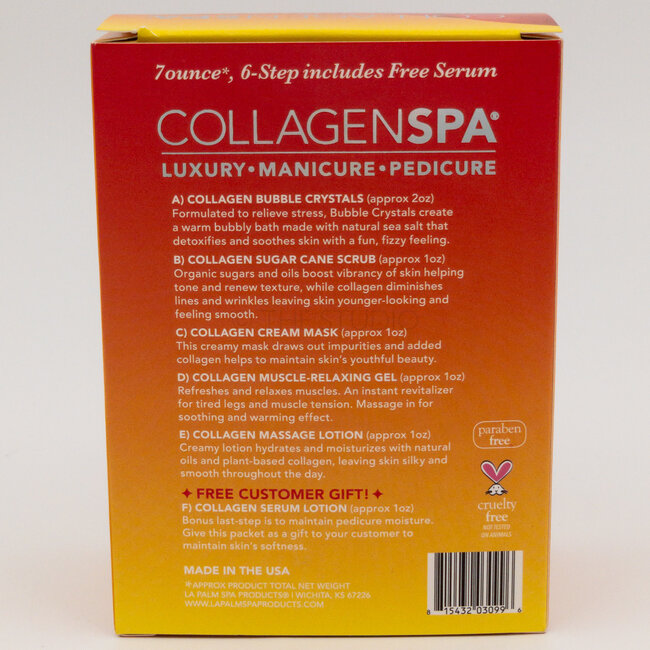 7ounce*, 6-Step includes Free Serum
COLLAGENSPA®
LUXURY•MANICURE•PEDICURE
A) COLLAGEN BUBBLE CRYSTALS (approx 2oz)
Formulated to relieve stress, Bubble Crystals create
a warm bubbly bath made with natural sea salt that
detoxifies and soothes skin with a fun, fizzy feeling.
B) COLLAGEN SUGAR CANE SCRUB (approx 1oz)
Organic sugars and oils boost vibrancy of skin helping
tone and renew texture, while collagen diminishes
lines and wrinkles leaving skin younger-looking and
feeling smooth.
C) COLLAGEN CREAM MASK (approx 1oz)
This creamy mask draws out impurities and added
collagen helps to maintain skin's youthful beauty.
D) COLLAGEN MUSCLE-RELAXING GEL (approx 1oz)
Refreshes and relaxes muscles. An instant revitalizer
for tired legs and muscle tension. Massage in for
soothing and warming effect.
E) COLLAGEN MASSAGE LOTION (approx 1oz)
Creamy lotion hydrates and moisturizes with natural
oils and plant-based collagen, leaving skin silky and
smooth throughout the day.
✦ FREE CUSTOMER GIFT! ✦
F) COLLAGEN SERUM LOTION (approx 1oz)
Bonus last-step is to maintain pedicure moisture.
Give this packet as a gift to your customer to
maintain skin's softness.
MADE IN THE USA
*APPROX PRODUCT TOTAL NET WEIGHT
LA PALM SPA PRODUCTS® | WICHITA, KS 67226
WWW.LAPALMSPAPRODUCTS.COM
paraben
free
cruelty
free
NOT TESTED
ON ANIMALS
8 15432 03099 6